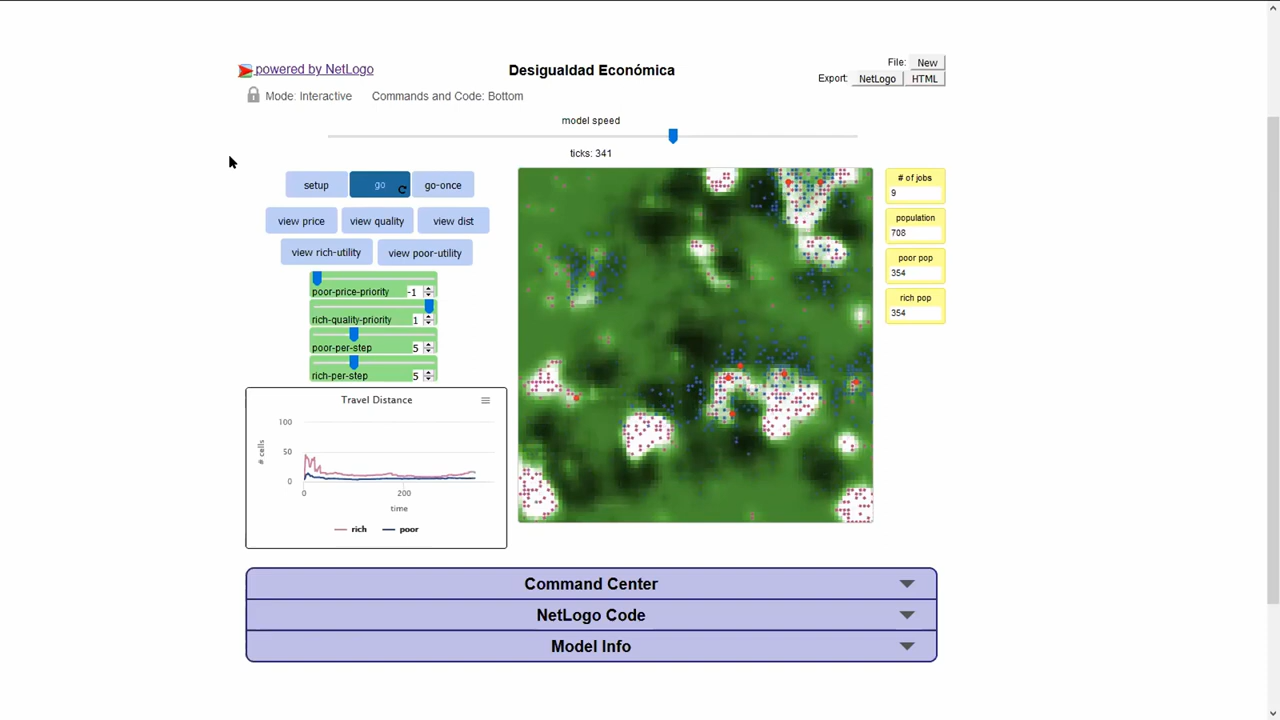 powered by NetLogo
Desigualdad Económica
File: New
Export: NetLogo HTML
Mode: Interactive Commands and Code: Bottom
model speed
ticks: 341
setup go go-once
view price view quality view dist
view rich-utility view poor-utility
poor-price-priority -1
rich-quality-priority 1
poor-per-step 5
rich-per-step 5
# of jobs
9
population
708
poor pop
354
rich pop
354
Travel Distance
100
50
0
# cells
0 200
time
rich poor
Command Center
NetLogo Code
Model Info